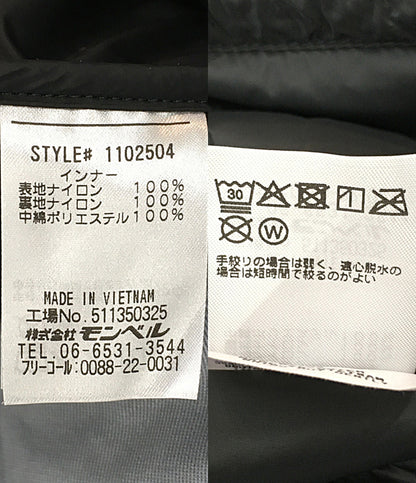 STYLE# 1102504
インナー
表地ナイロン 100%
裏地ナイロン 100%
中綿ポリエステル 100%
MADE IN VIETNAM
工場No.511350325
株式会社モンベル
TEL.06-6531-3544
フリーコール:0088-22-0031
30
1
W
手絞りの場合は弱く、遠心脱水の
場合は短時間で絞るのがよい